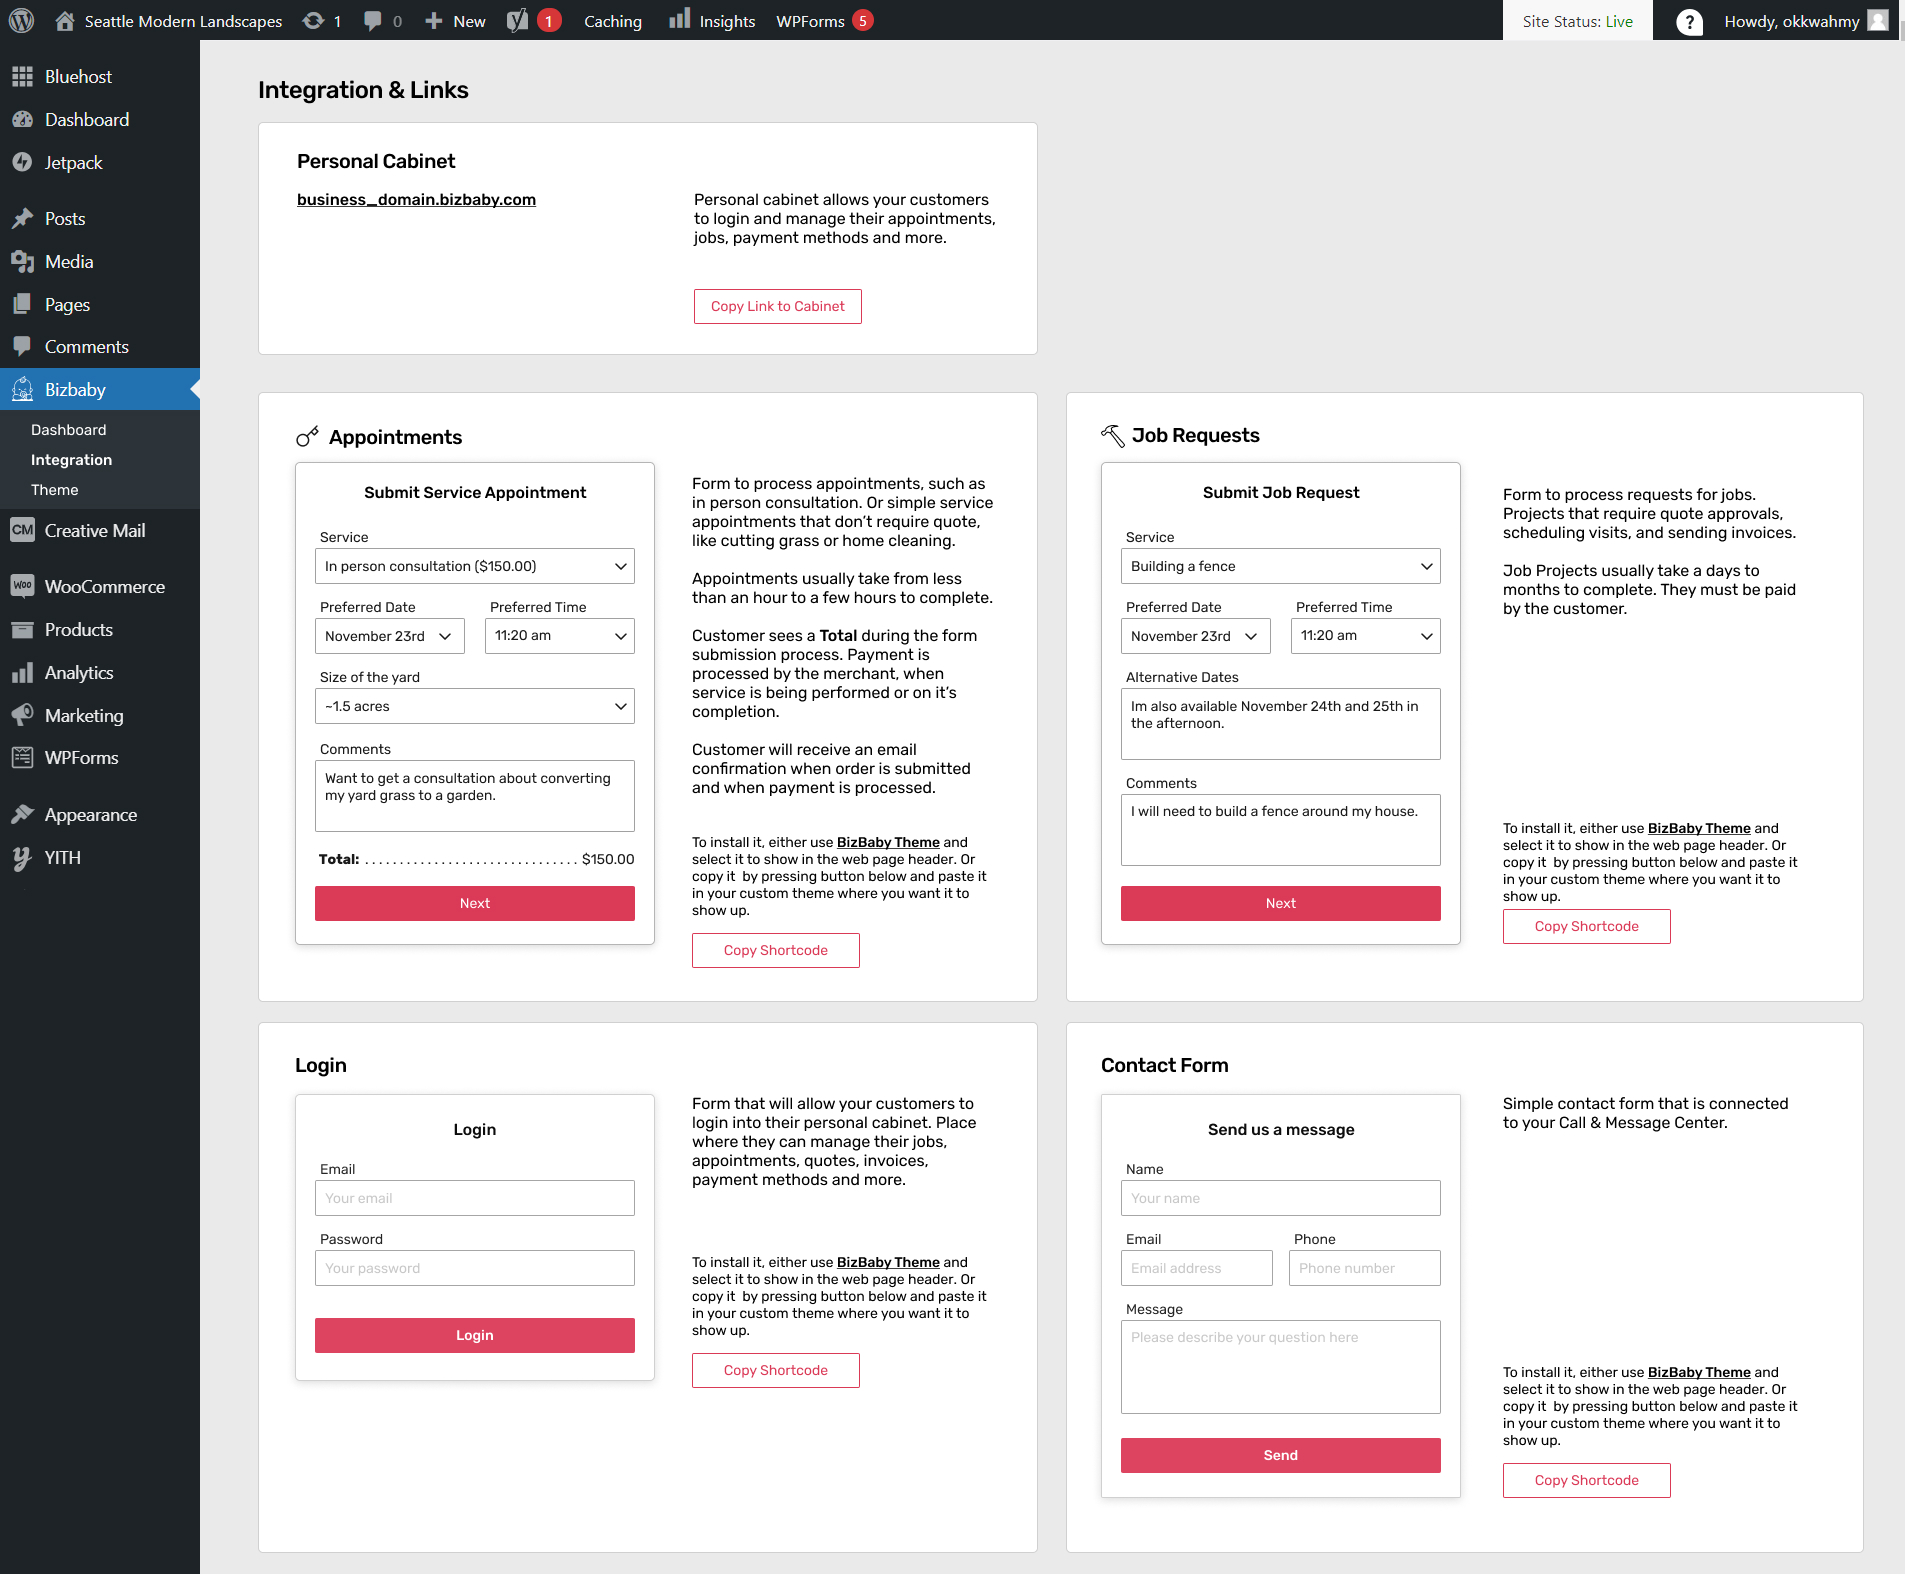 Seattle Modern Landscapes 1 0 New 1 Caching Insights WPForms 5 Site Status: Live ? Howdy, okkwahmy
Bluehost
Dashboard
Jetpack
Posts
Media
Pages
Comments
Bizbaby
Dashboard
Integration
Theme
CM Creative Mail
Woo WooCommerce
Products
Analytics
Marketing
WPForms
Appearance
YITH
Integration & Links
Personal Cabinet
business_domain.bizbaby.com
Personal cabinet allows your customers
to login and manage their appointments,
jobs, payment methods and more.
Copy Link to Cabinet
Appointments
Submit Service Appointment
Service
In person consultation ($150.00)
Preferred Date Preferred Time
November 23rd 11:20 am
Size of the yard
~1.5 acres
Comments
Want to get a consultation about converting
my yard grass to a garden.
Total: . . . . . . . . . . . . . . . . . . . . . . . . . . . . . . . $150.00
Next
Form to process appointments, such as
in person consultation. Or simple service
appointments that don’t require quote,
like cutting grass or home cleaning.
Appointments usually take from less
than an hour to a few hours to complete.
Customer sees a Total during the form
submission process. Payment is
processed by the merchant, when
service is being performed or on it’s
completion.
Customer will receive an email
confirmation when order is submitted
and when payment is processed.
To install it, either use BizBaby Theme and
select it to show in the web page header. Or
copy it  by pressing button below and paste it
in your custom theme where you want it to
show up.
Copy Shortcode
Job Requests
Submit Job Request
Service
Building a fence
Preferred Date Preferred Time
November 23rd 11:20 am
Alternative Dates
Im also available November 24th and 25th in
the afternoon.
Comments
I will need to build a fence around my house.
Next
Form to process requests for jobs.
Projects that require quote approvals,
scheduling visits, and sending invoices.
Job Projects usually take a days to
months to complete. They must be paid
by the customer.
To install it, either use BizBaby Theme and
select it to show in the web page header. Or
copy it  by pressing button below and paste it
in your custom theme where you want it to
show up.
Copy Shortcode
Login
Login
Email
Your email
Password
Your password
Login
Form that will allow your customers to
login into their personal cabinet. Place
where they can manage their jobs,
appointments, quotes, invoices,
payment methods and more.
To install it, either use BizBaby Theme and
select it to show in the web page header. Or
copy it  by pressing button below and paste it
in your custom theme where you want it to
show up.
Copy Shortcode
Contact Form
Send us a message
Name
Your name
Email Phone
Email address Phone number
Message
Please describe your question here
Send
Simple contact form that is connected
to your Call & Message Center.
To install it, either use BizBaby Theme and
select it to show in the web page header. Or
copy it  by pressing button below and paste it
in your custom theme where you want it to
show up.
Copy Shortcode